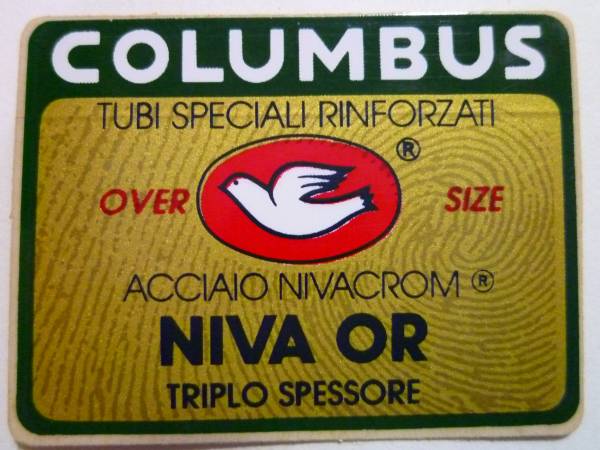 COLUMBUS
TUBI SPECIALI RINFORZATI
®
OVER SIZE
ACCIAIO NIVACROM ®
NIVA OR
TRIPLO SPESSORE